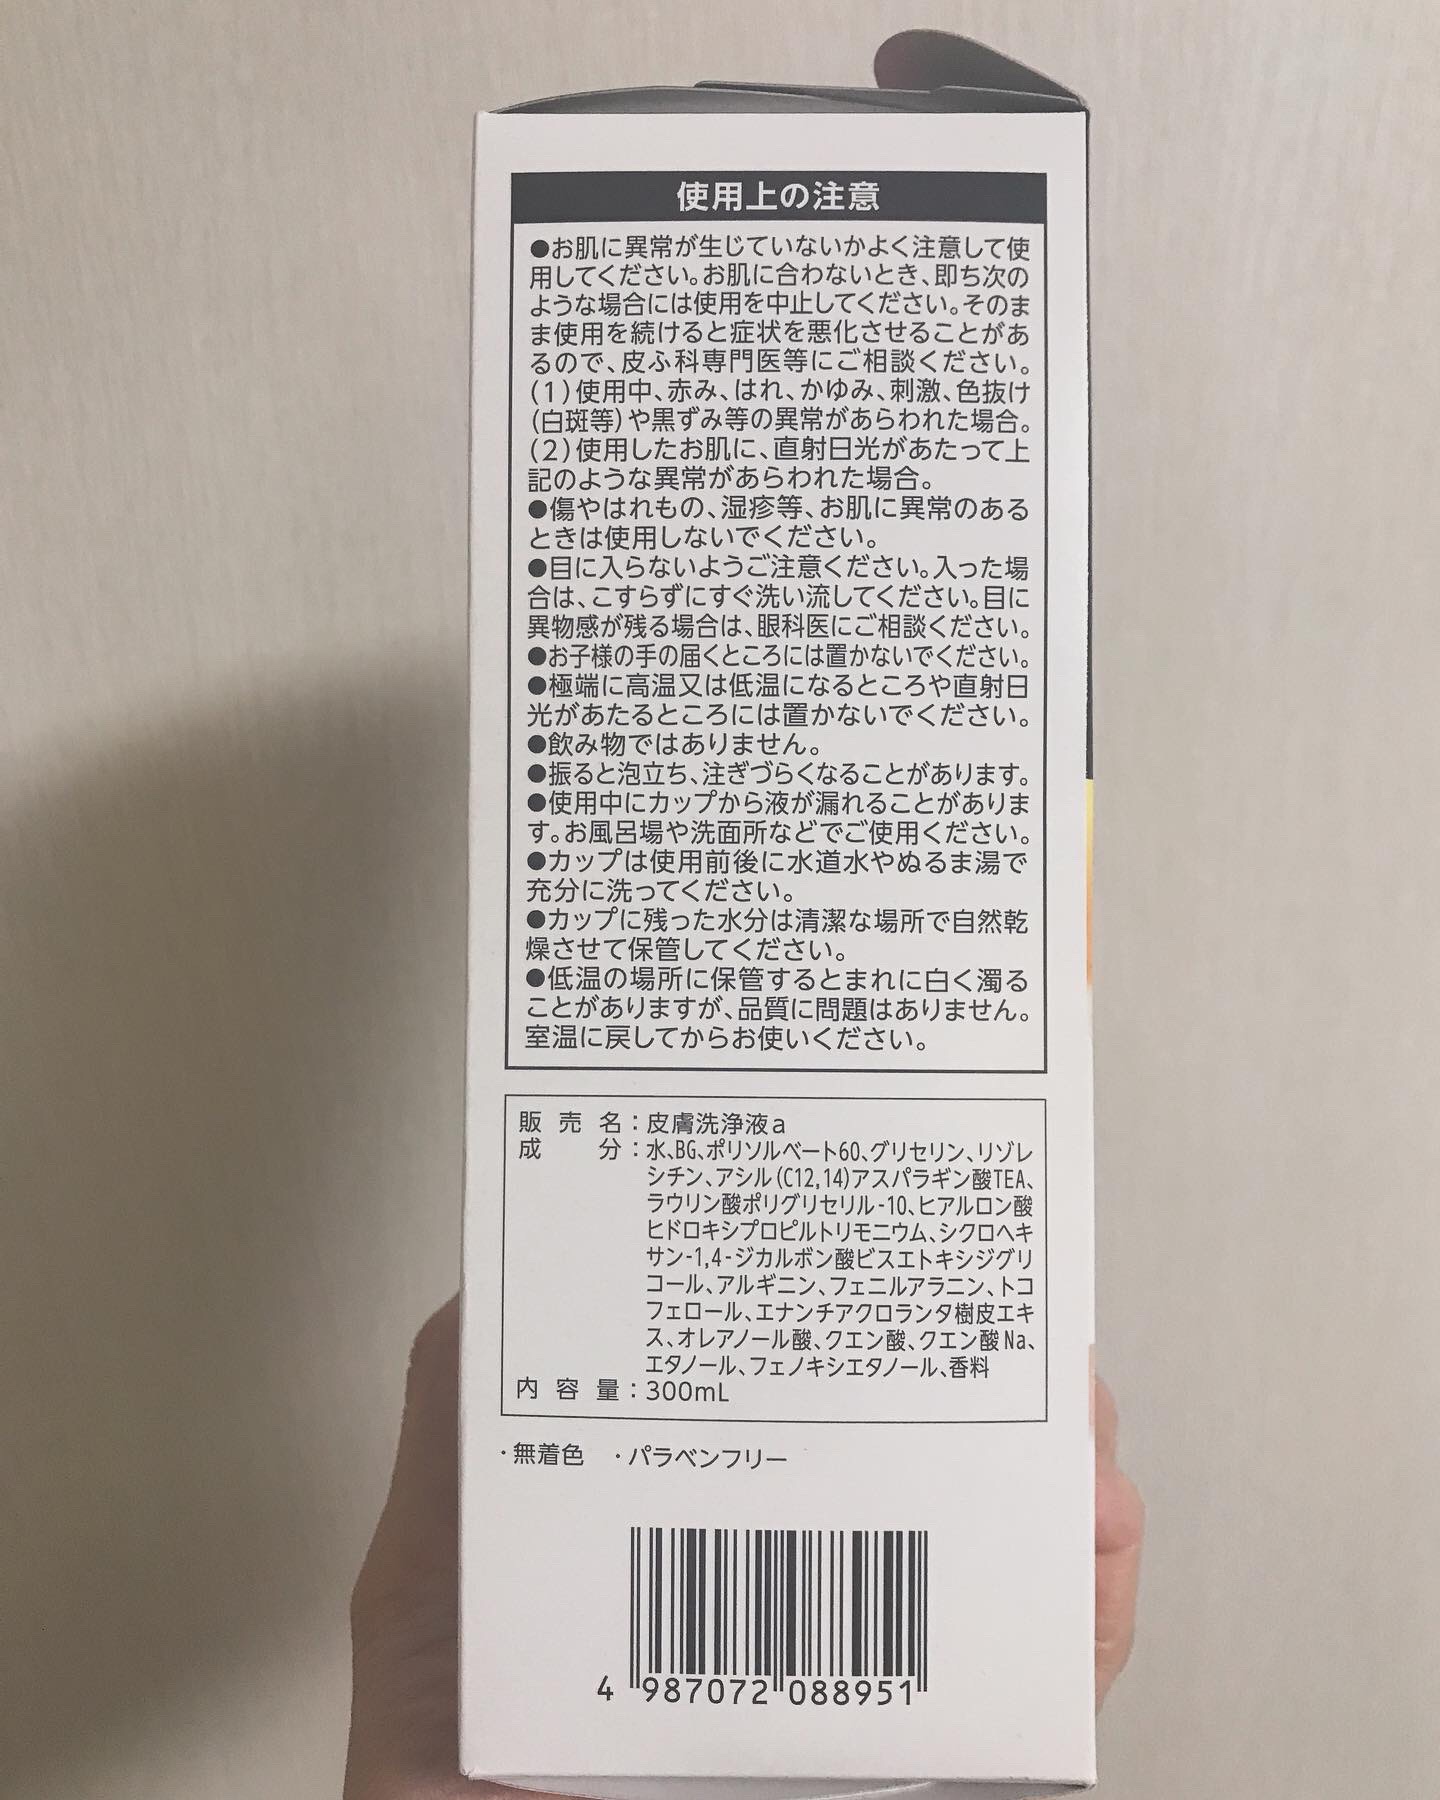 使用上の注意
●お肌に異常が生じていないかよく注意して使
用してください。お肌に合わないとき、即ち次の
ような場合には使用を中止してください。そのま
ま使用を続けると症状を悪化させることがあ
るので、皮ふ科専門医等にご相談ください。
(1)使用中、赤み、はれ、かゆみ、刺激、色抜け
(白斑等)や黒ずみ等の異常があらわれた場合。
(2)使用したお肌に、直射日光があたって上
記のような異常があらわれた場合。
●傷やはれもの、湿疹等、お肌に異常のある
ときは使用しないでください。
●目に入らないようご注意ください。入った場
合は、こすらずにすぐ洗い流してください。目に
異物感が残る場合は、眼科医にご相談ください。
●お子様の手の届くところには置かないでください。
●極端に高温又は低温になるところや直射日
光があたるところには置かないでください。
●飲み物ではありません。
●振ると泡立ち、注ぎづらくなることがあります。
●使用中にカップから液が漏れることがありま
す。お風呂場や洗面所などでご使用ください。
●カップは使用前後に水道水やぬるま湯で
充分に洗ってください。
●カップに残った水分は清潔な場所で自然乾
燥させて保管してください。
●低温の場所に保管するとまれに白く濁る
ことがありますが、品質に問題はありません。
室温に戻してからお使いください。
販売名:皮膚洗浄液a
成分:水、BG、ポリソルベート60、グリセリン、リゾレ
シチン、アシル(C12,14)アスパラギン酸TEA、
ラウリン酸ポリグリセリル-10、ヒアルロン酸
ヒドロキシプロピルトリモニウム、シクロヘキ
サン-1,4-ジカルボン酸ビスエトキシジグリ
コール、アルギニン、フェニルアラニン、トコ
フェロール、エナンチアクロランタ樹皮エキ
ス、オレアノール酸、クエン酸、クエン酸Na、
エタノール、フェノキシエタノール、香料
内容量:300mL
・無着色 ・パラベンフリー
4 987072 088951